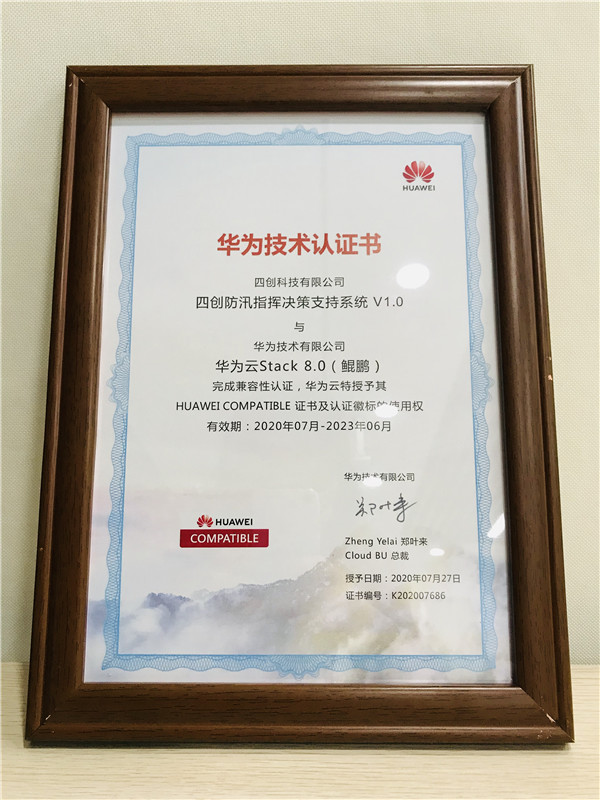 HUAWEI
华为技术认证书
四创科技有限公司
四创防汛指挥决策支持系统 V1.0
与
华为技术有限公司
华为云Stack 8.0（鲲鹏）
完成兼容性认证，华为云特授予其
HUAWEI COMPATIBLE 证书及认证徽标的使用权
有效期：2020年07月-2023年06月
华为技术有限公司
郑叶来
HUAWEI
COMPATIBLE
Zheng Yelai 郑叶来
Cloud BU 总裁
授予日期：2020年07月27日
证书编号：K202007686